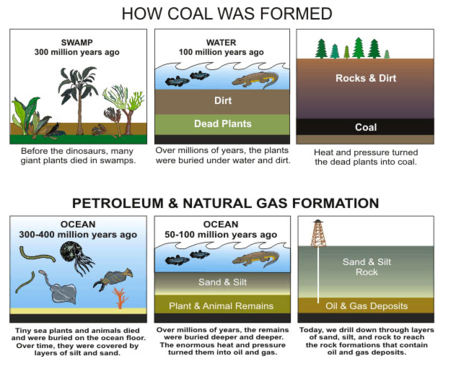 HOW COAL WAS FORMED
SWAMP
300 million years ago
Before the dinosaurs, many
giant plants died in swamps.
WATER
100 million years ago
Dirt
Dead Plants
Over millions of years, the plants
were buried under water and dirt.
Rocks & Dirt
Coal
Heat and pressure turned
the dead plants into coal.
PETROLEUM & NATURAL GAS FORMATION
OCEAN
300-400 million years ago
Tiny sea plants and animals died
and were buried on the ocean floor.
Over time, they were covered by
layers of silt and sand.
OCEAN
50-100 million years ago
Sand & Silt
Plant & Animal Remains
Over millions of years, the remains
were buried deeper and deeper.
The enormous heat and pressure
turned them into oil and gas.
Sand & Silt
Rock
Oil & Gas Deposits
Today, we drill down through layers
of sand, silt, and rock to reach
the rock formations that contain
oil and gas deposits.